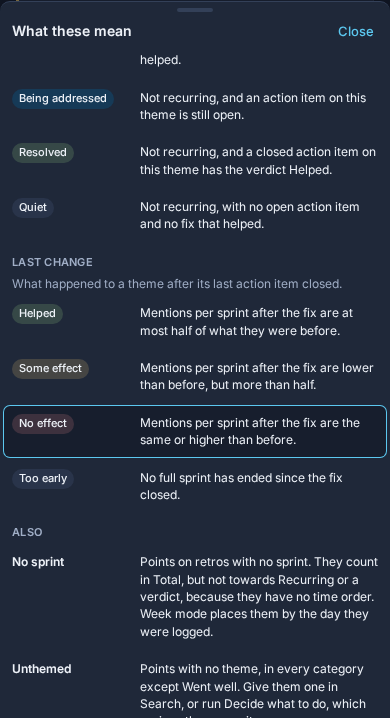 What these mean
Close
helped.
Being addressed
Not recurring, and an action item on this
theme is still open.
Resolved
Not recurring, and a closed action item on
this theme has the verdict Helped.
Quiet
Not recurring, with no open action item
and no fix that helped.
LAST CHANGE
What happened to a theme after its last action item closed.
Helped
Mentions per sprint after the fix are at
most half of what they were before.
Some effect
Mentions per sprint after the fix are lower
than before, but more than half.
No effect
Mentions per sprint after the fix are the
same or higher than before.
Too early
No full sprint has ended since the fix
closed.
ALSO
No sprint
Points on retros with no sprint. They count
in Total, but not towards Recurring or a
verdict, because they have no time order.
Week mode places them by the day they
were logged.
Unthemed
Points with no theme, in every category
except Went well. Give them one in
Search, or run Decide what to do, which